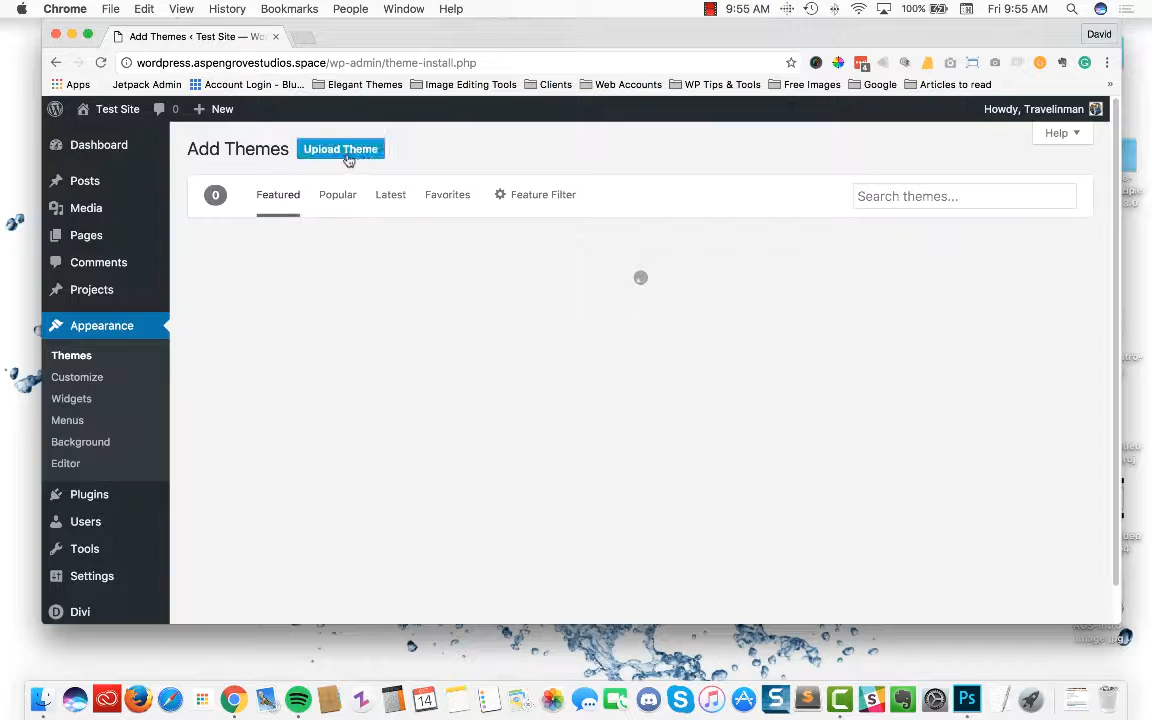 Chrome File Edit View History Bookmarks People Window Help 9:55 AM 100% Fri 9:55 AM
Add Themes ‹ Test Site — Wo David
wordpress.aspengrovestudios.space/wp-admin/theme-install.php
Apps Jetpack Admin Account Login - Blu... Elegant Themes Image Editing Tools Clients Web Accounts WP Tips & Tools Free Images Google Articles to read »
Test Site 0 New Howdy, Travelinman
Help
Add Themes Upload Theme
0 Featured Popular Latest Favorites Feature Filter Search themes...
Dashboard
Posts
Media
Pages
Comments
Projects
Appearance
Themes
Customize
Widgets
Menus
Background
Editor
Plugins
Users
Tools
Settings
Divi
14
Ps